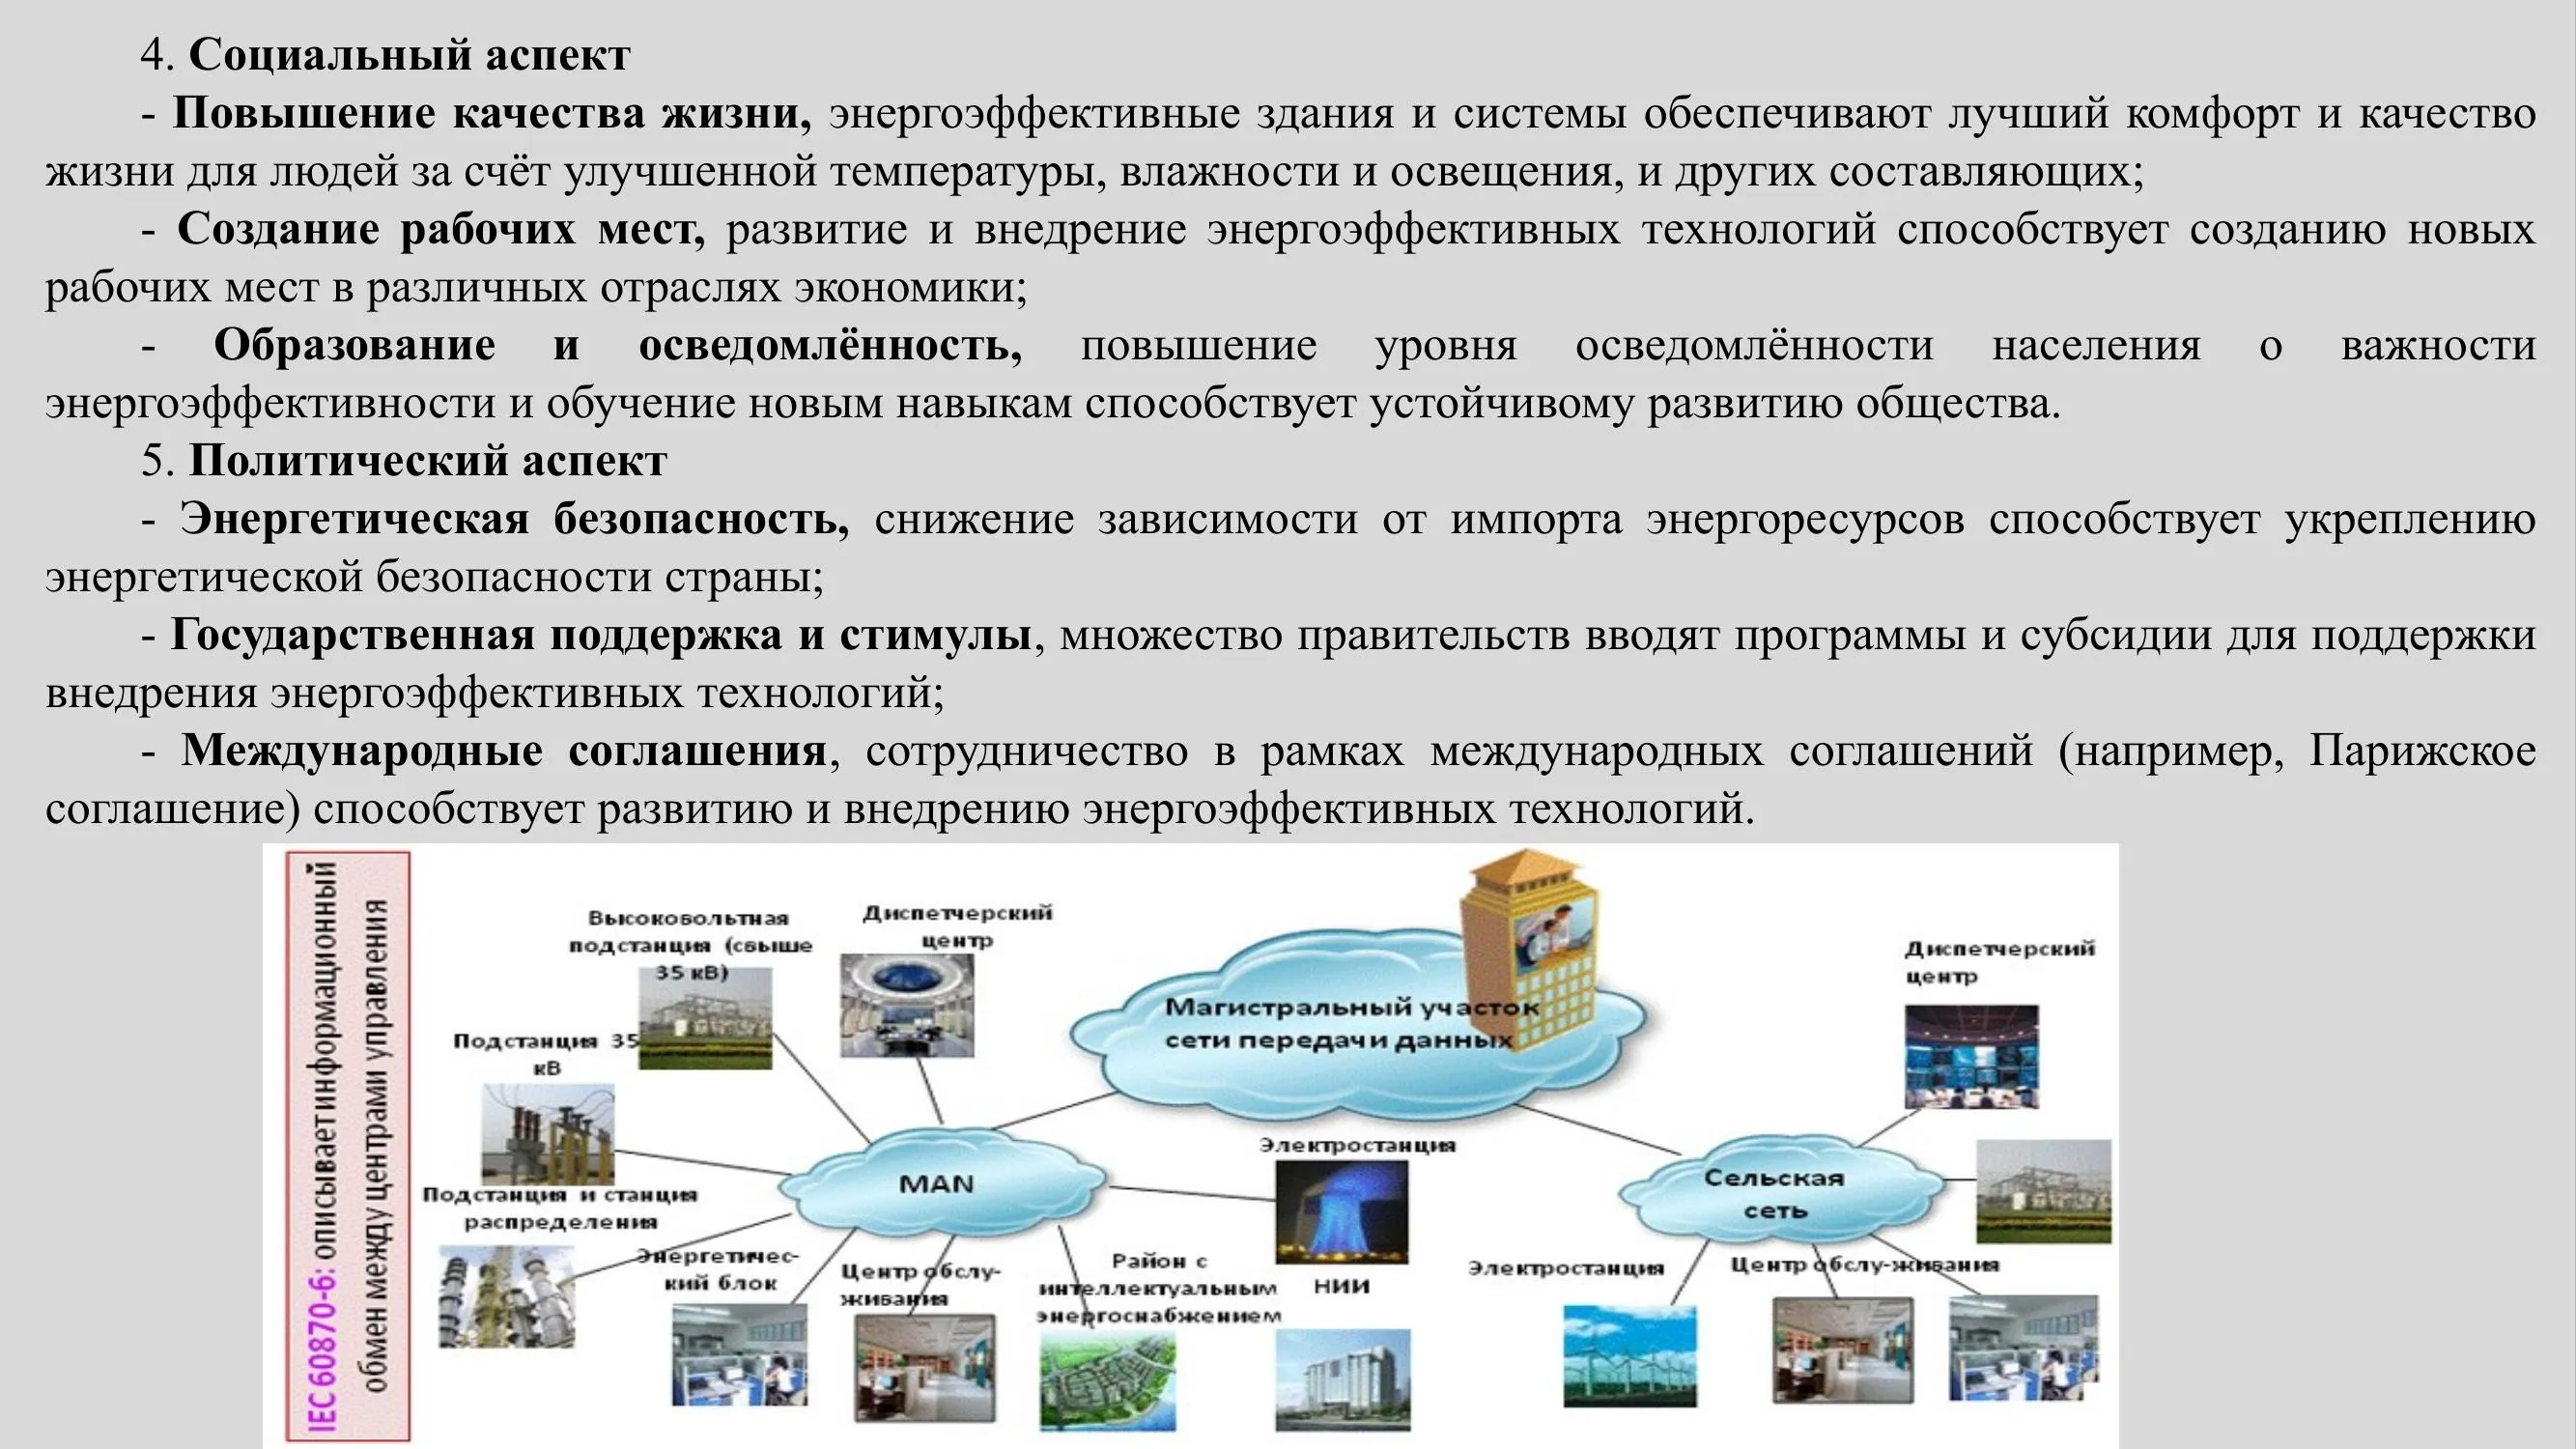 4. Социальный аспект
- Повышение качества жизни, энергоэффективные здания и системы обеспечивают лучший комфорт и качество
жизни для людей за счёт улучшенной температуры, влажности и освещения, и других составляющих;
- Создание рабочих мест, развитие и внедрение энергоэффективных технологий способствует созданию новых
рабочих мест в различных отраслях экономики;
- Образование и осведомлённость, повышение уровня осведомлённости населения о важности
энергоэффективности и обучение новым навыкам способствует устойчивому развитию общества.
5. Политический аспект
- Энергетическая безопасность, снижение зависимости от импорта энергоресурсов способствует укреплению
энергетической безопасности страны;
- Государственная поддержка и стимулы, множество правительств вводят программы и субсидии для поддержки
внедрения энергоэффективных технологий;
- Международные соглашения, сотрудничество в рамках международных соглашений (например, Парижское
соглашение) способствует развитию и внедрению энергоэффективных технологий.
IEC60870-6: описываетинформационный
обмен между центрами управления
Высоковольтная
подстанция (свыше
35 кВ)
Диспетчерский
центр
Магистральный участок
сети передачи данных
Диспетчерский
центр
Подстанция 35
кВ
Подстанция и станция
распределения
MAN
Электростанция
Сельская
сеть
Энергетичес-
кий блок
Центр обслу-
живания
Район с
интеллектуальным
энергоснабжением
НИИ
Электростанция
Центр обслу-живания